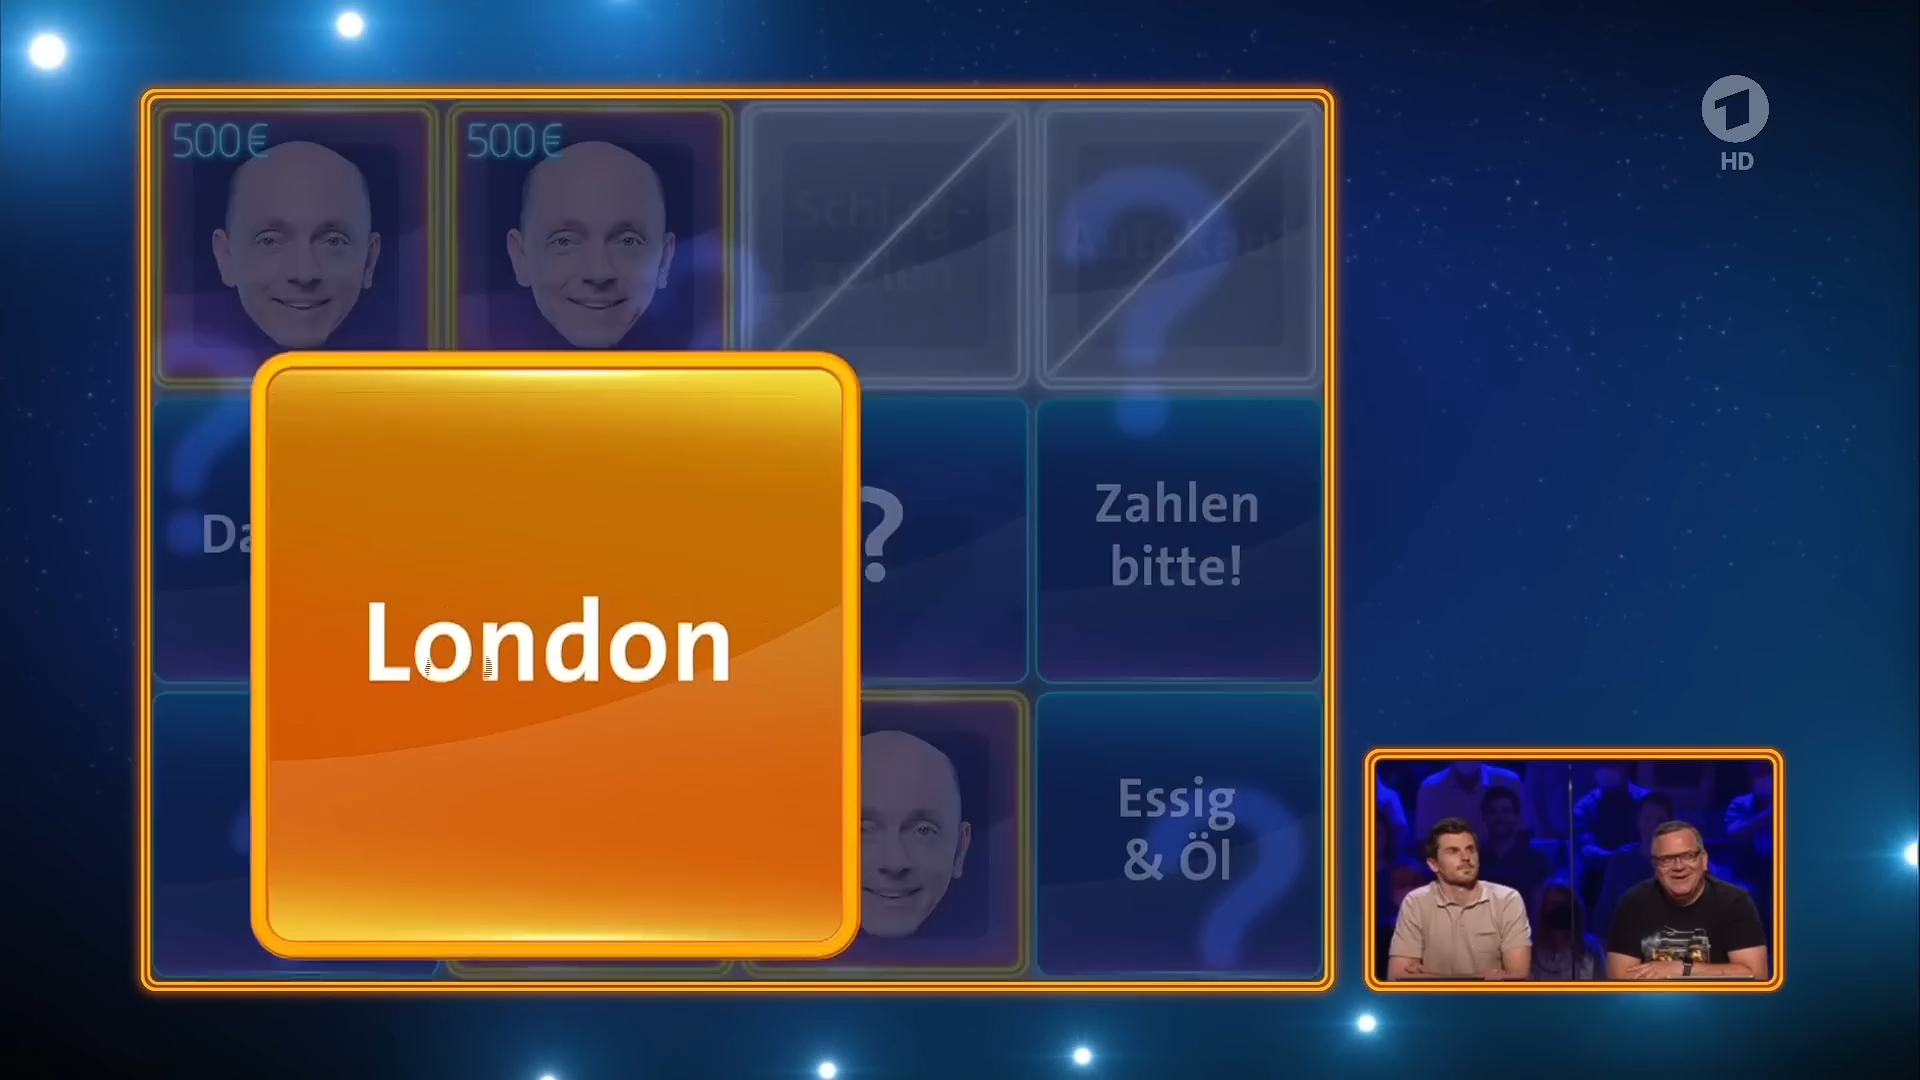 500€
500€
HD
?
Zahlen
bitte!
London
Essig
& Öl